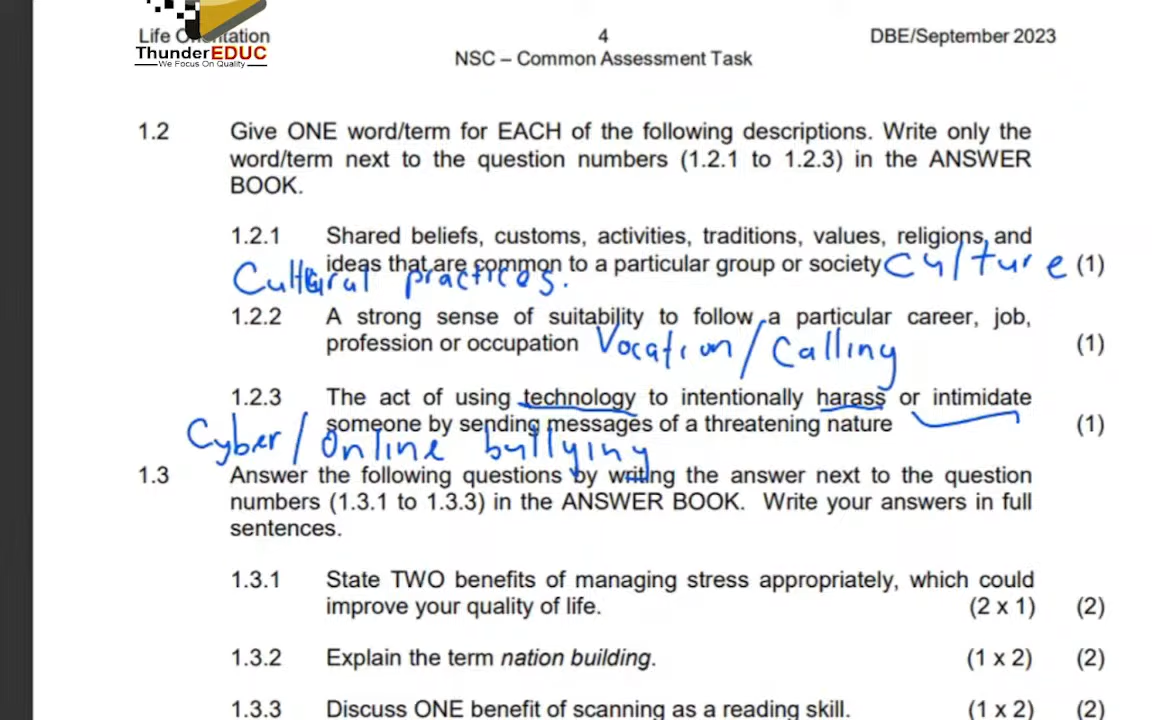 Life Orientation
4
DBE/September 2023
ThunderEDUC
We Focus On Quality
NSC – Common Assessment Task
1.2 Give ONE word/term for EACH of the following descriptions. Write only the
word/term next to the question numbers (1.2.1 to 1.2.3) in the ANSWER
BOOK.
1.2.1 Shared beliefs, customs, activities, traditions, values, religions, and
ideas that are common to a particular group or society Culture (1)
Cultural practices.
1.2.2 A strong sense of suitability to follow a particular career, job,
profession or occupation Vocation/Calling (1)
1.2.3 The act of using technology to intentionally harass or intimidate
someone by sending messages of a threatening nature (1)
Cyber/Online bullying
1.3 Answer the following questions by writing the answer next to the question
numbers (1.3.1 to 1.3.3) in the ANSWER BOOK. Write your answers in full
sentences.
1.3.1 State TWO benefits of managing stress appropriately, which could
improve your quality of life. (2 x 1) (2)
1.3.2 Explain the term nation building. (1 x 2) (2)
1.3.3 Discuss ONE benefit of scanning as a reading skill. (1 x 2) (2)